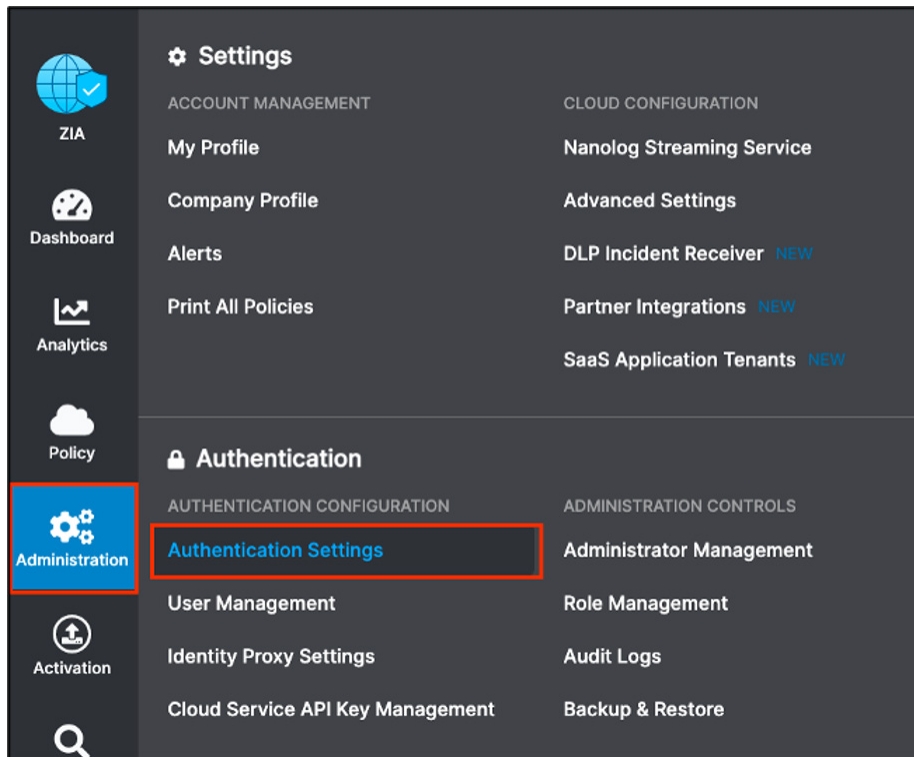 ZIA
Dashboard
Analytics
Policy
Administration
Activation
Settings
ACCOUNT MANAGEMENT
My Profile
Company Profile
Alerts
Print All Policies
CLOUD CONFIGURATION
Nanolog Streaming Service
Advanced Settings
DLP Incident Receiver NEW
Partner Integrations NEW
SaaS Application Tenants NEW
Authentication
AUTHENTICATION CONFIGURATION
Authentication Settings
User Management
Identity Proxy Settings
Cloud Service API Key Management
ADMINISTRATION CONTROLS
Administrator Management
Role Management
Audit Logs
Backup & Restore